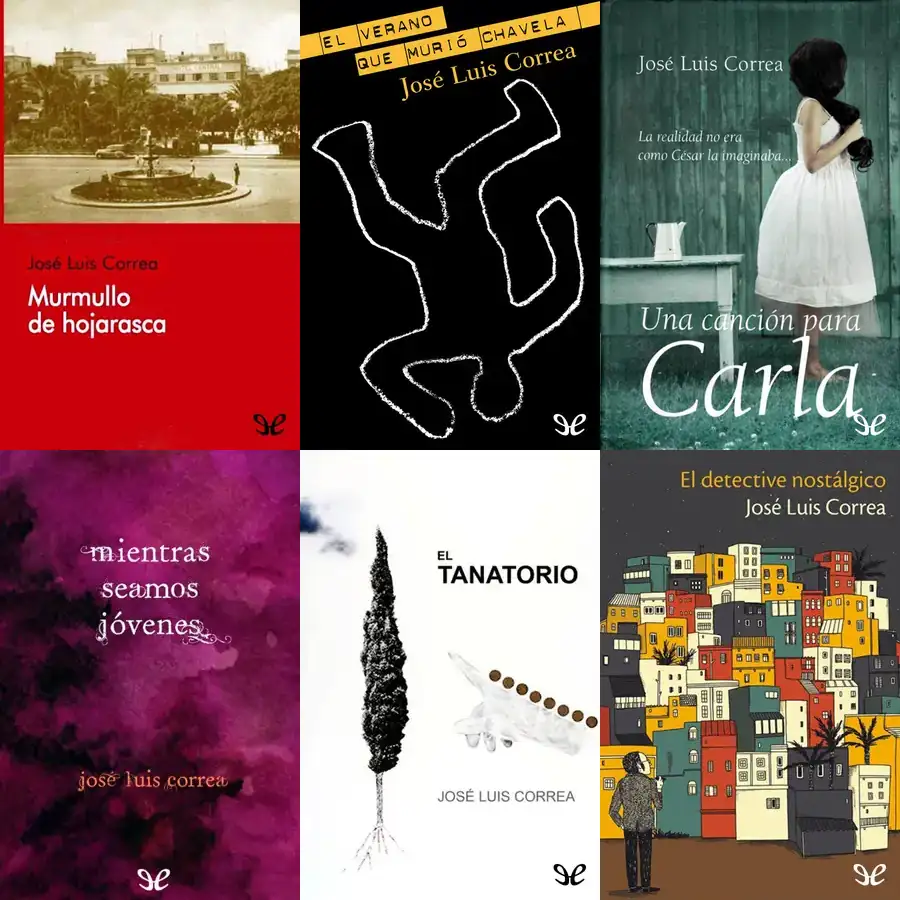 José Luis Correa
Murmullo
de hojarasca
EL VERANO
QUE MURIÓ CHAVELA
José Luis Correa
José Luis Correa
La realidad no era
como César la imaginaba...
Una canción para
Carla
mientras
seamos
jóvenes
josé luis correa
EL
TANATORIO
JOSÉ LUIS CORREA
El detective nostálgico
José Luis Correa